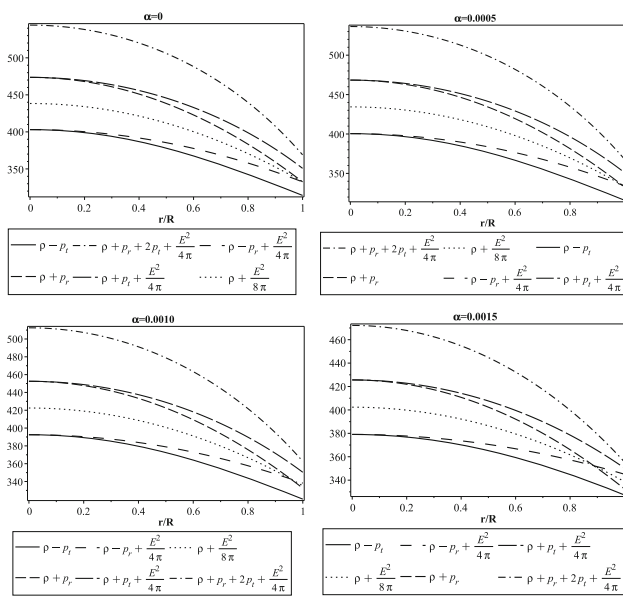 α=0
500
450
400
350
0 0.2 0.4 0.6 0.8 1
r/R
ρ − p_t ρ + p_r + 2p_t + E²/4π ρ − p_r + E²/4π
ρ + p_r ρ + p_t + E²/4π ρ + E²/8π
α=0.0005
500
450
400
350
0 0.2 0.4 0.6 0.8 1
r/R
ρ + p_r + 2p_t + E²/4π ρ + E²/8π ρ − p_t
ρ + p_r ρ − p_r + E²/4π ρ + p_t + E²/4π
α=0.0010
500
480
460
440
420
400
380
360
340
0 0.2 0.4 0.6 0.8 1
r/R
ρ − p_t ρ − p_r + E²/4π ρ + E²/8π
ρ + p_r ρ + p_t + E²/4π ρ + p_r + 2p_t + E²/4π
α=0.0015
460
440
420
400
380
360
340
0 0.2 0.4 0.6 0.8 1
r/R
ρ − p_t ρ − p_r + E²/4π ρ + p_t + E²/4π
ρ + E²/8π ρ + p_r ρ + p_r + 2p_t + E²/4π